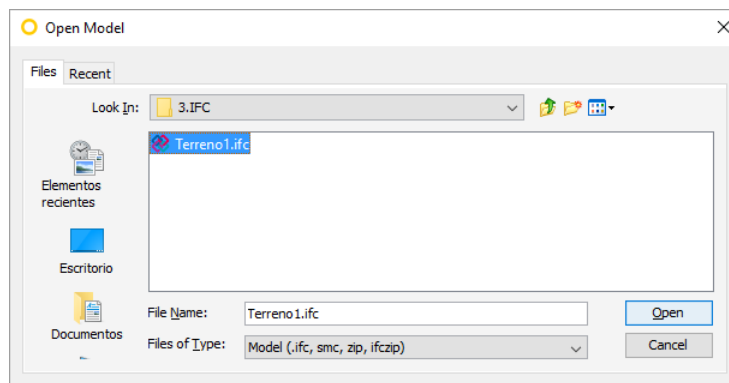 Open Model
Files Recent
Look In: 3.IFC
Terreno1.ifc
Elementos
recientes
Escritorio
Documentos
File Name: Terreno1.ifc Open
Files of Type: Model (.ifc, smc, zip, ifczip) Cancel